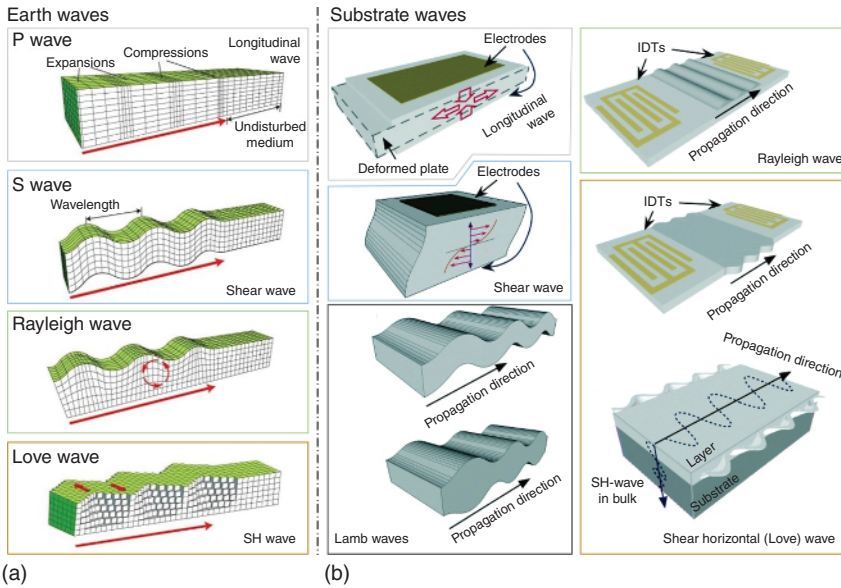 Earth waves
P wave
Compressions
Longitudinal
wave
Expansions
Undisturbed
medium
S wave
Wavelength
Shear wave
Rayleigh wave
Love wave
SH wave
(a)
Substrate waves
Electrodes
Longitudinal
wave
Deformed plate
Electrodes
Shear wave
Propagation direction
Propagation direction
Lamb waves
IDTs
Propagation direction
Rayleigh wave
IDTs
Propagation direction
Propagation direction
Layer
SH-wave
in bulk
Substrate
Shear horizontal (Love) wave
(b)